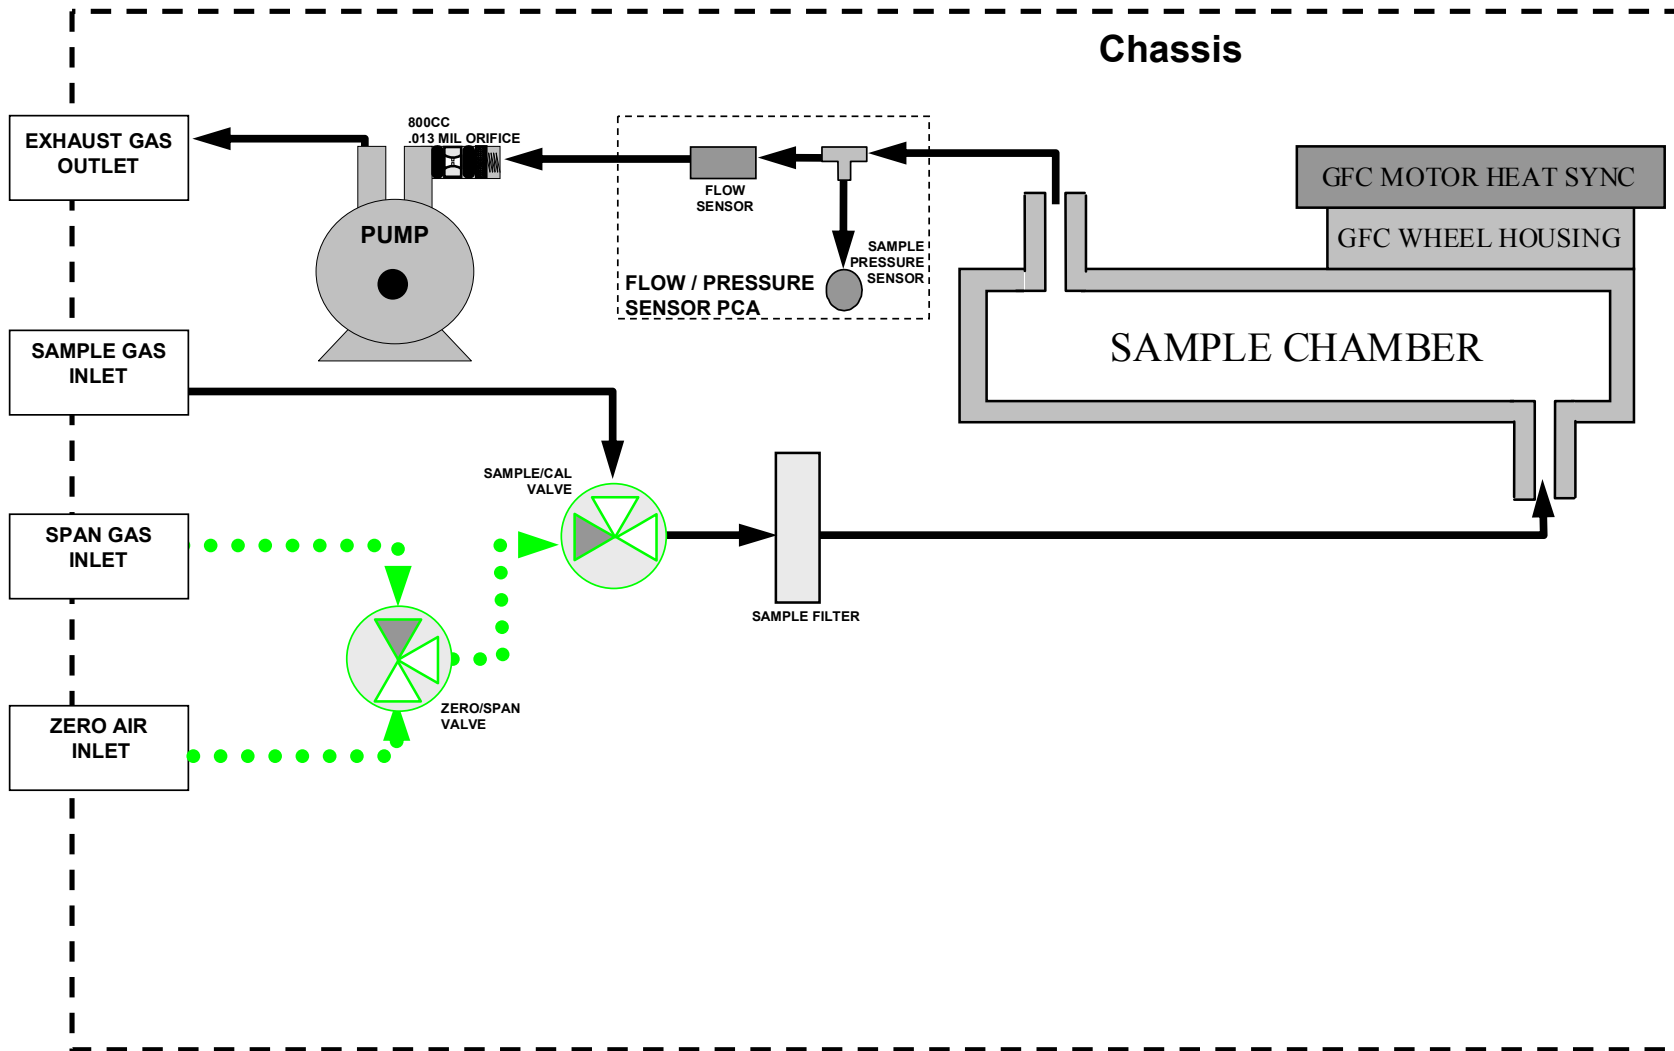 Chassis
EXHAUST GAS
OUTLET
800CC
.013 MIL ORIFICE
PUMP
FLOW
SENSOR
SAMPLE
PRESSURE
SENSOR
FLOW / PRESSURE
SENSOR PCA
GFC MOTOR HEAT SYNC
GFC WHEEL HOUSING
SAMPLE CHAMBER
SAMPLE GAS
INLET
SAMPLE/CAL
VALVE
SPAN GAS
INLET
SAMPLE FILTER
ZERO/SPAN
VALVE
ZERO AIR
INLET